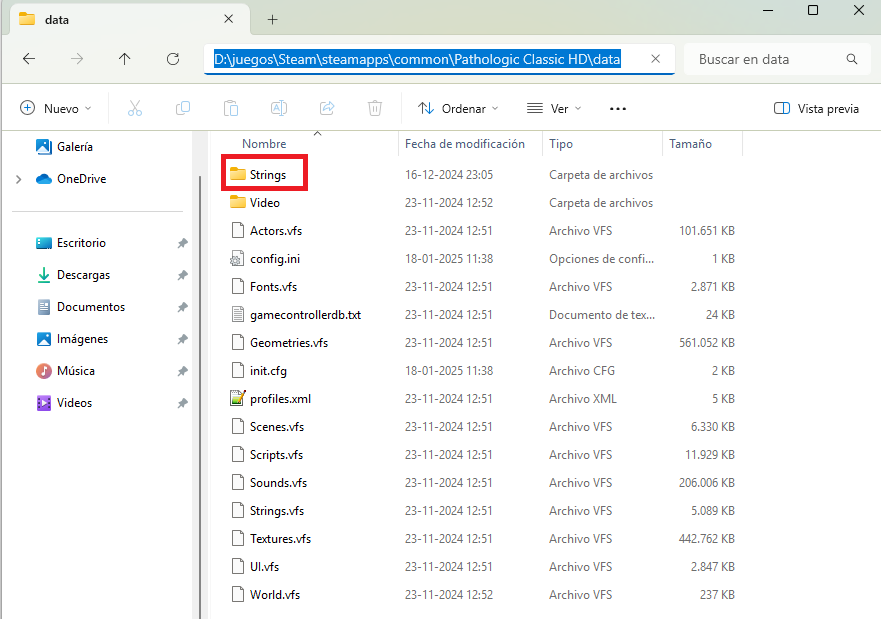 data
D:\juegos\Steam\steamapps\common\Pathologic Classic HD\data
Buscar en data
Nuevo
Ordenar
Ver
Vista previa
Galería
OneDrive
Escritorio
Descargas
Documentos
Imágenes
Música
Videos
Nombre Fecha de modificación Tipo Tamaño
Strings 16-12-2024 23:05 Carpeta de archivos
Video 23-11-2024 12:52 Carpeta de archivos
Actors.vfs 23-11-2024 12:51 Archivo VFS 101.651 KB
config.ini 18-01-2025 11:38 Opciones de confi... 1 KB
Fonts.vfs 23-11-2024 12:51 Archivo VFS 2.871 KB
gamecontrollerdb.txt 23-11-2024 12:51 Documento de tex... 24 KB
Geometries.vfs 23-11-2024 12:51 Archivo VFS 561.052 KB
init.cfg 18-01-2025 11:38 Archivo CFG 2 KB
profiles.xml 23-11-2024 12:51 Archivo XML 5 KB
Scenes.vfs 23-11-2024 12:51 Archivo VFS 6.330 KB
Scripts.vfs 23-11-2024 12:51 Archivo VFS 11.929 KB
Sounds.vfs 23-11-2024 12:51 Archivo VFS 206.006 KB
Strings.vfs 23-11-2024 12:51 Archivo VFS 5.089 KB
Textures.vfs 23-11-2024 12:51 Archivo VFS 442.762 KB
UI.vfs 23-11-2024 12:51 Archivo VFS 2.847 KB
World.vfs 23-11-2024 12:52 Archivo VFS 237 KB